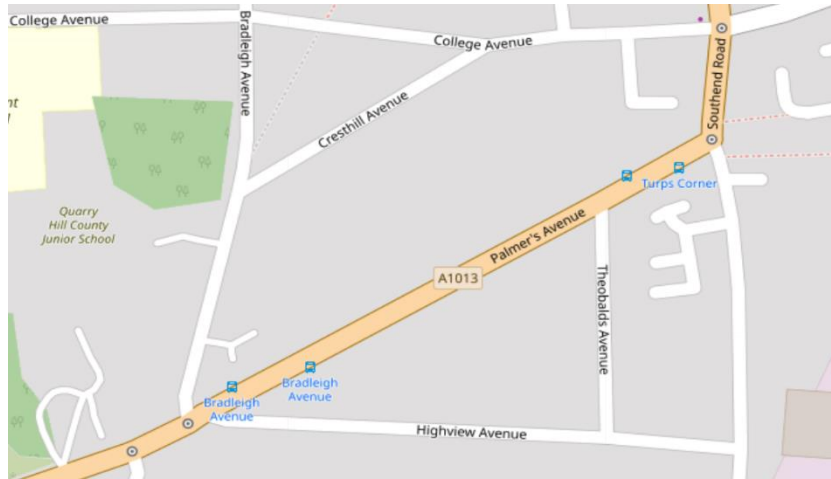 College Avenue
Bradleigh Avenue
College Avenue
Southend Road
Cresthill Avenue
nt
Turps Corner
Quarry
Hill County
Junior School
Palmer's Avenue
A1013
Theobalds Avenue
Bradleigh
Avenue
Bradleigh
Avenue
Highview Avenue